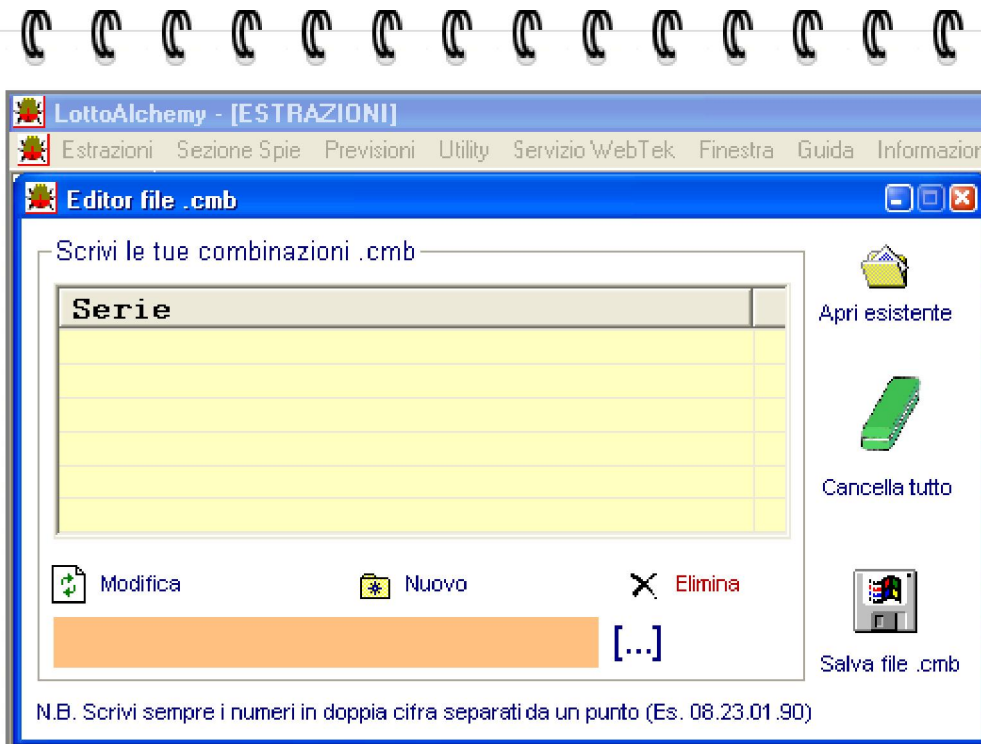 LottoAlchemy - [ESTRAZIONI]
Estrazioni Sezione Spie Previsioni Utility Servizio WebTek Finestra Guida Informazion
Editor file .cmb
Scrivi le tue combinazioni .cmb
Serie
Apri esistente
Cancella tutto
Modifica Nuovo Elimina
[...]
Salva file .cmb
N.B. Scrivi sempre i numeri in doppia cifra separati da un punto (Es. 08.23.01.90)